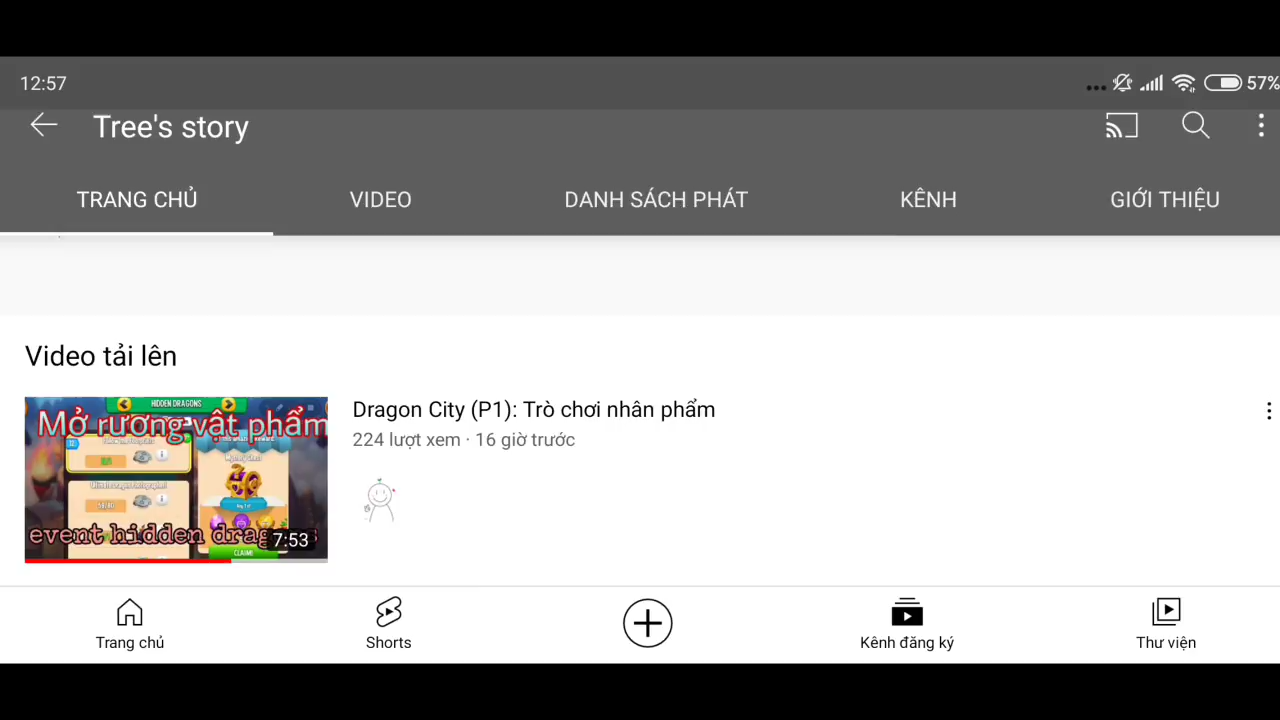 12:57
57%
Tree's story
TRANG CHỦ
VIDEO
DANH SÁCH PHÁT
KÊNH
GIỚI THIỆU
Video tải lên
HIDDEN DRAGONS
Mở rương vật phẩm
event hidden dragons
CLAIM!
7:53
Dragon City (P1): Trò chơi nhân phẩm
224 lượt xem · 16 giờ trước
Trang chủ
Shorts
Kênh đăng ký
Thư viện